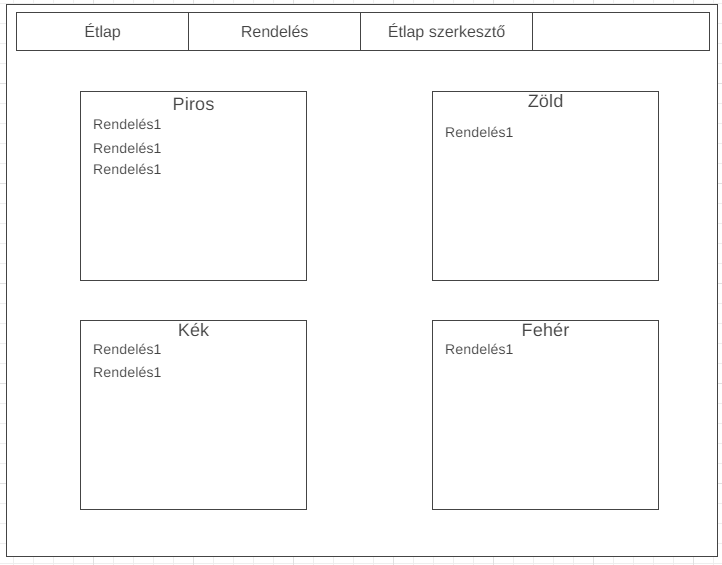 Étlap
Rendelés
Étlap szerkesztő
Piros
Rendelés1
Rendelés1
Rendelés1
Zöld
Rendelés1
Kék
Rendelés1
Rendelés1
Fehér
Rendelés1